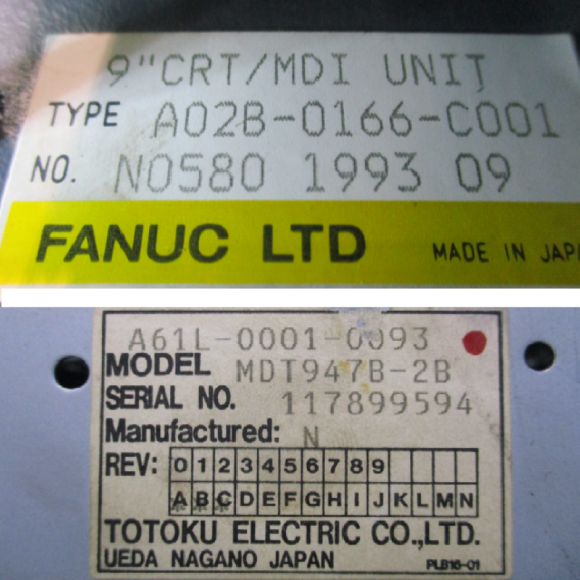 9"CRT/MDI UNIT
TYPE A02B-0166-C001
NO. N0580 1993 09
FANUC LTD MADE IN JAPA
A61L-0001-0093
MODEL MDT947B-2B
SERIAL NO. 117899594
Manufactured: N
REV: 0 1 2 3 4 5 6 7 8 9
A B C D E F G H I J K L M N
TOTOKU ELECTRIC CO.,LTD.
UEDA NAGANO JAPAN PLB16-01